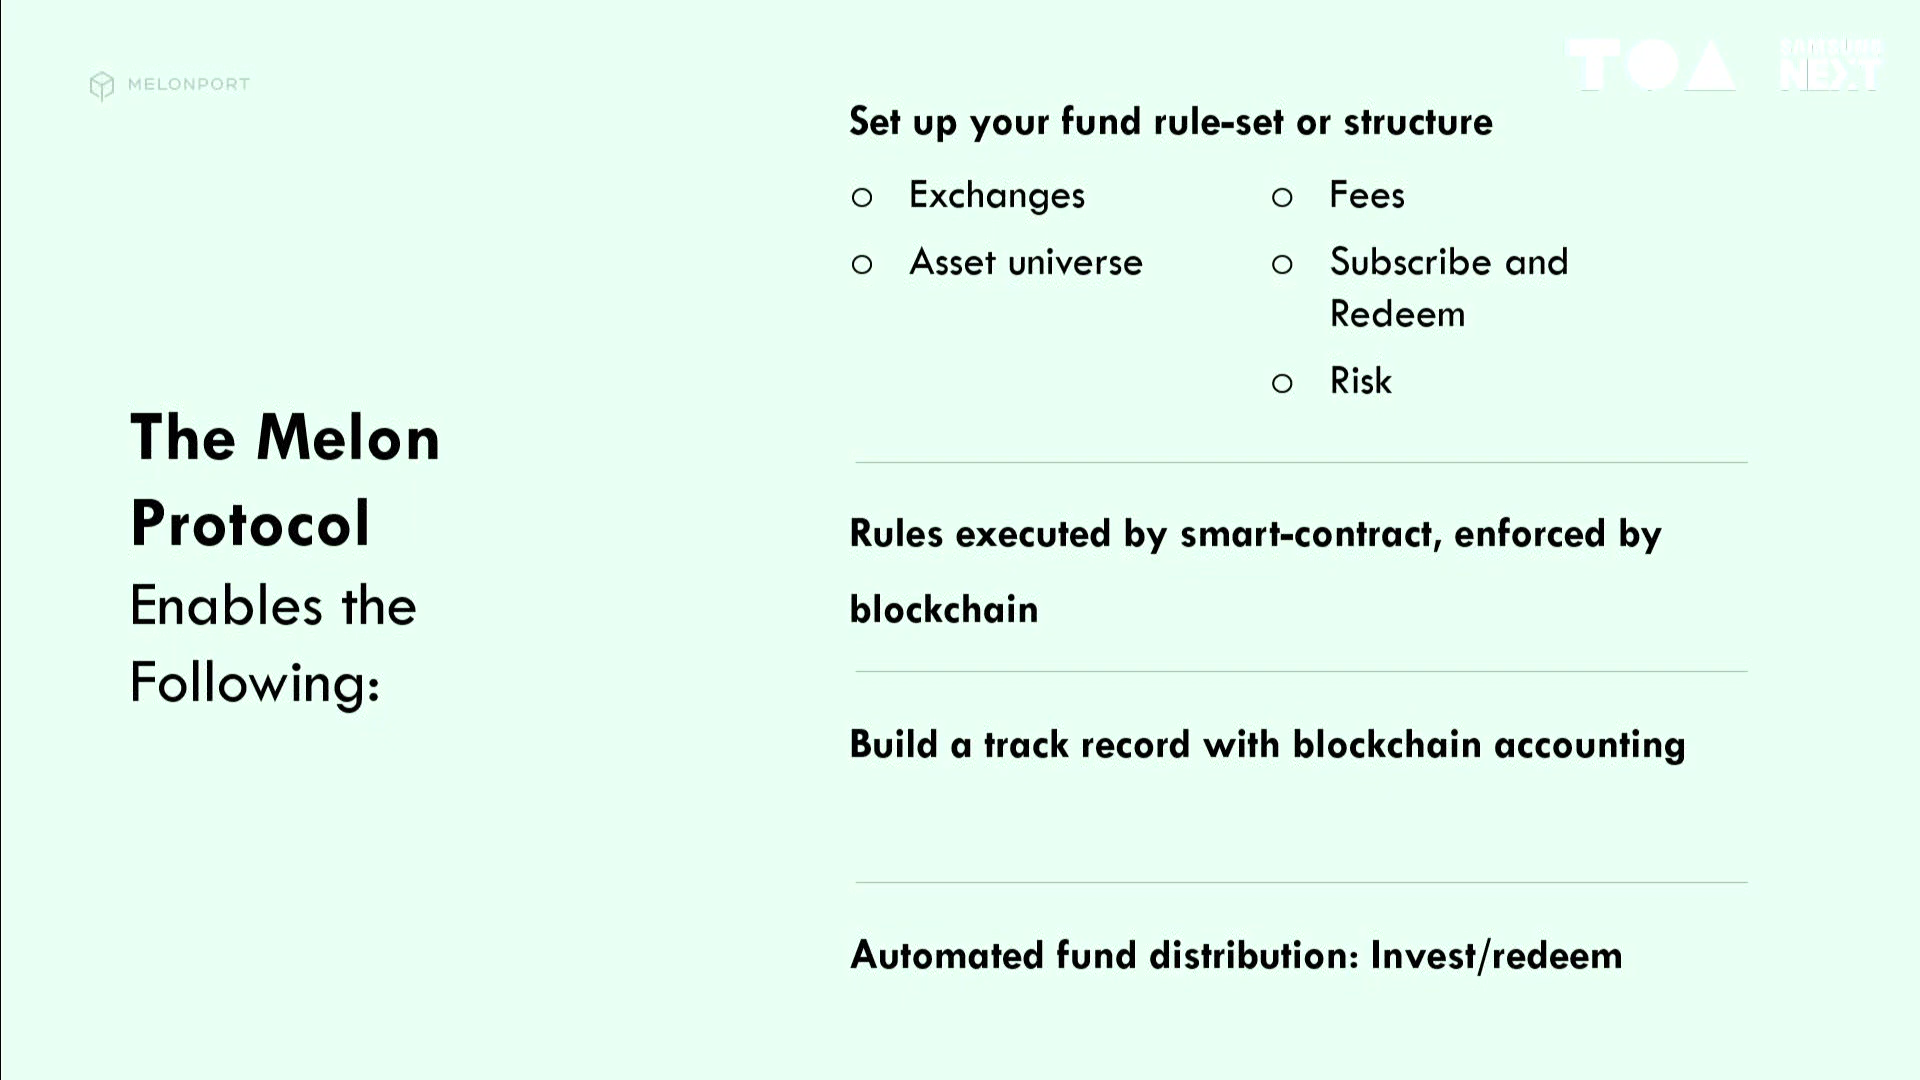 MELONPORT
TOA
SAMSUNG
NEXT
The Melon
Protocol
Enables the
Following:
Set up your fund rule-set or structure
Exchanges
Asset universe
Fees
Subscribe and
Redeem
Risk
Rules executed by smart-contract, enforced by
blockchain
Build a track record with blockchain accounting
Automated fund distribution: Invest/redeem